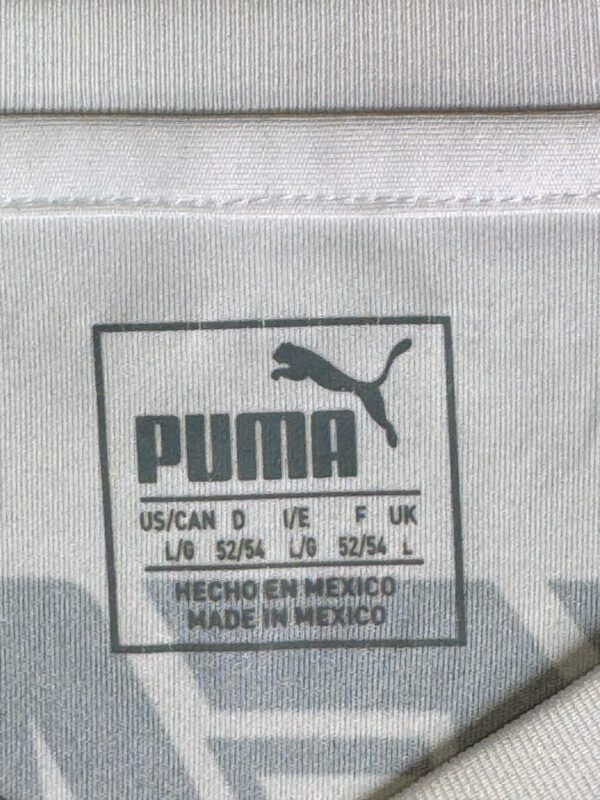 PUMA
US/CAN D I/E F UK
L/G 52/54 L/G 52/54 L
HECHO EN MEXICO
MADE IN MEXICO